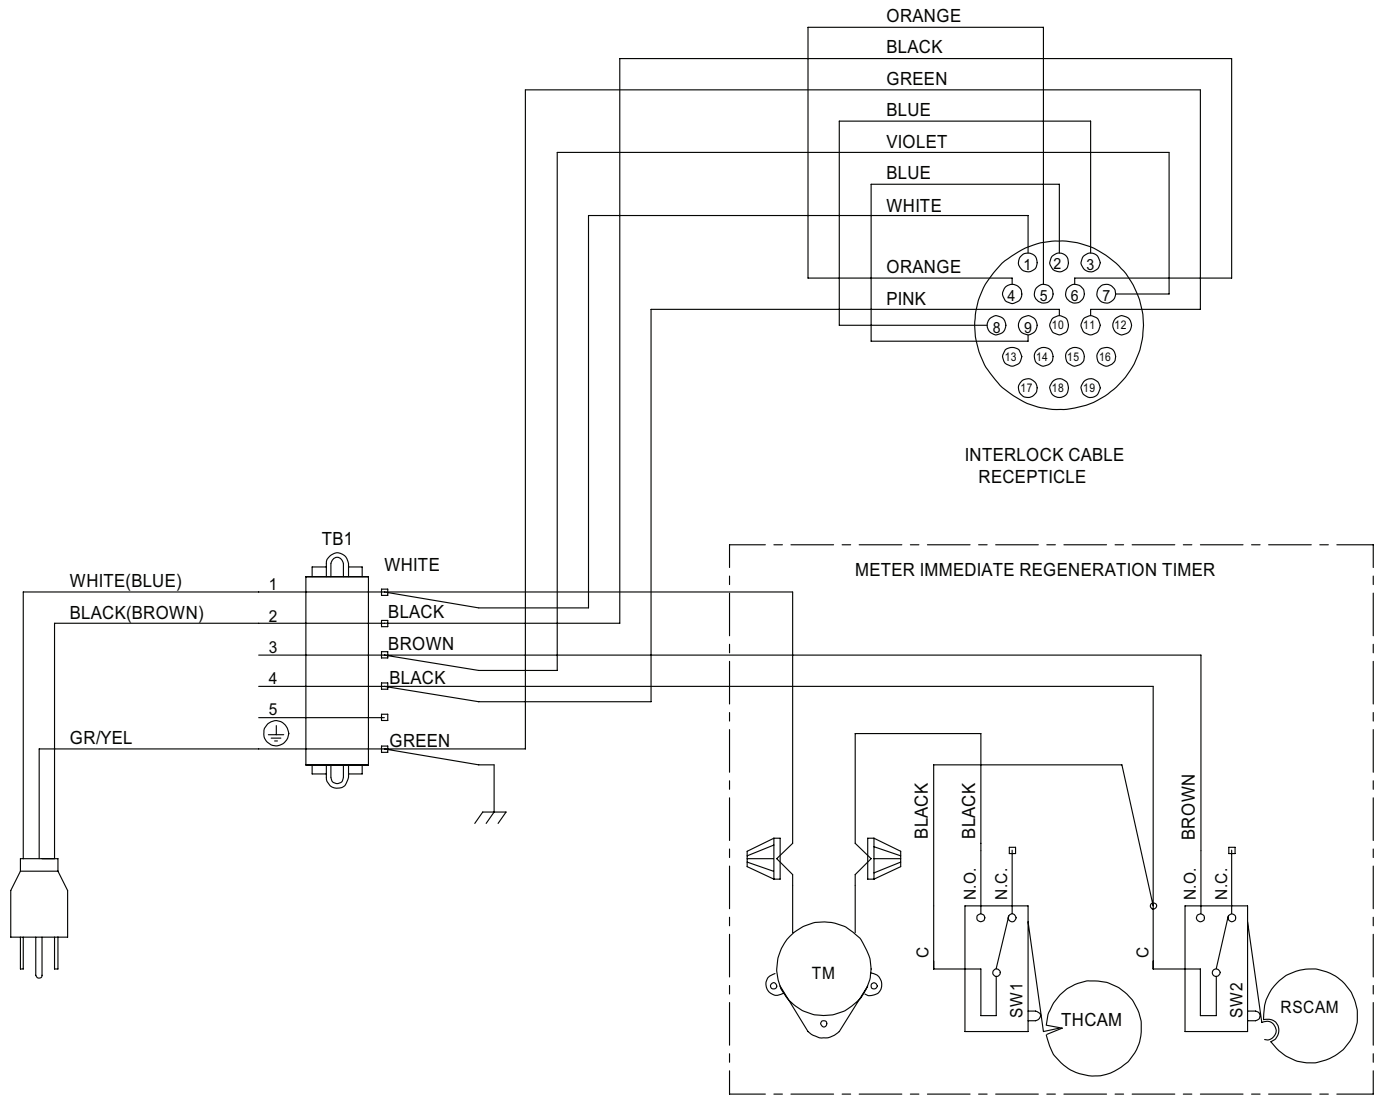 ORANGE
BLACK
GREEN
BLUE
VIOLET
BLUE
WHITE
ORANGE
PINK
1 2 3
4 5 6 7
8 9 10 11 12
13 14 15 16
17 18 19
INTERLOCK CABLE
RECEPTICLE
TB1
WHITE
WHITE(BLUE)
1
BLACK(BROWN)
2
BLACK
3
BROWN
4
BLACK
5
GR/YEL
GREEN
METER IMMEDIATE REGENERATION TIMER
BLACK
BLACK
BROWN
N.O.
N.C.
N.O.
N.C.
C
C
TM
SW1
THCAM
SW2
RSCAM